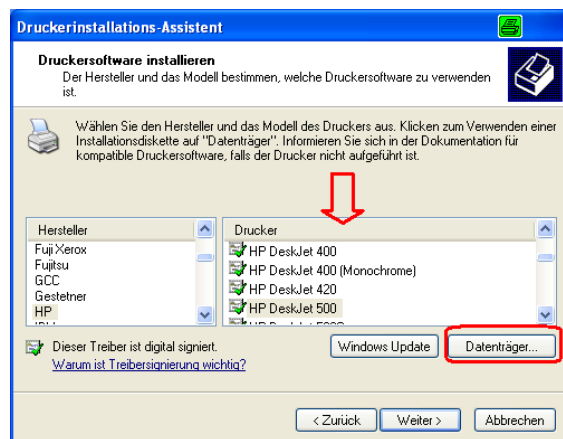 Druckerinstallations-Assistent
Druckersoftware installieren
Der Hersteller und das Modell bestimmen, welche Druckersoftware zu verwenden
ist.
Wählen Sie den Hersteller und das Modell des Druckers aus. Klicken zum Verwenden einer
Installationsdiskette auf "Datenträger". Informieren Sie sich in der Dokumentation für
kompatible Druckersoftware, falls der Drucker nicht aufgeführt ist.
Hersteller
Fuji Xerox
Fujitsu
GCC
Gestetner
HP
Drucker
HP DeskJet 400
HP DeskJet 400 (Monochrome)
HP DeskJet 420
HP DeskJet 500
Dieser Treiber ist digital signiert.
Warum ist Treibersignierung wichtig?
Windows Update
Datenträger...
< Zurück
Weiter >
Abbrechen